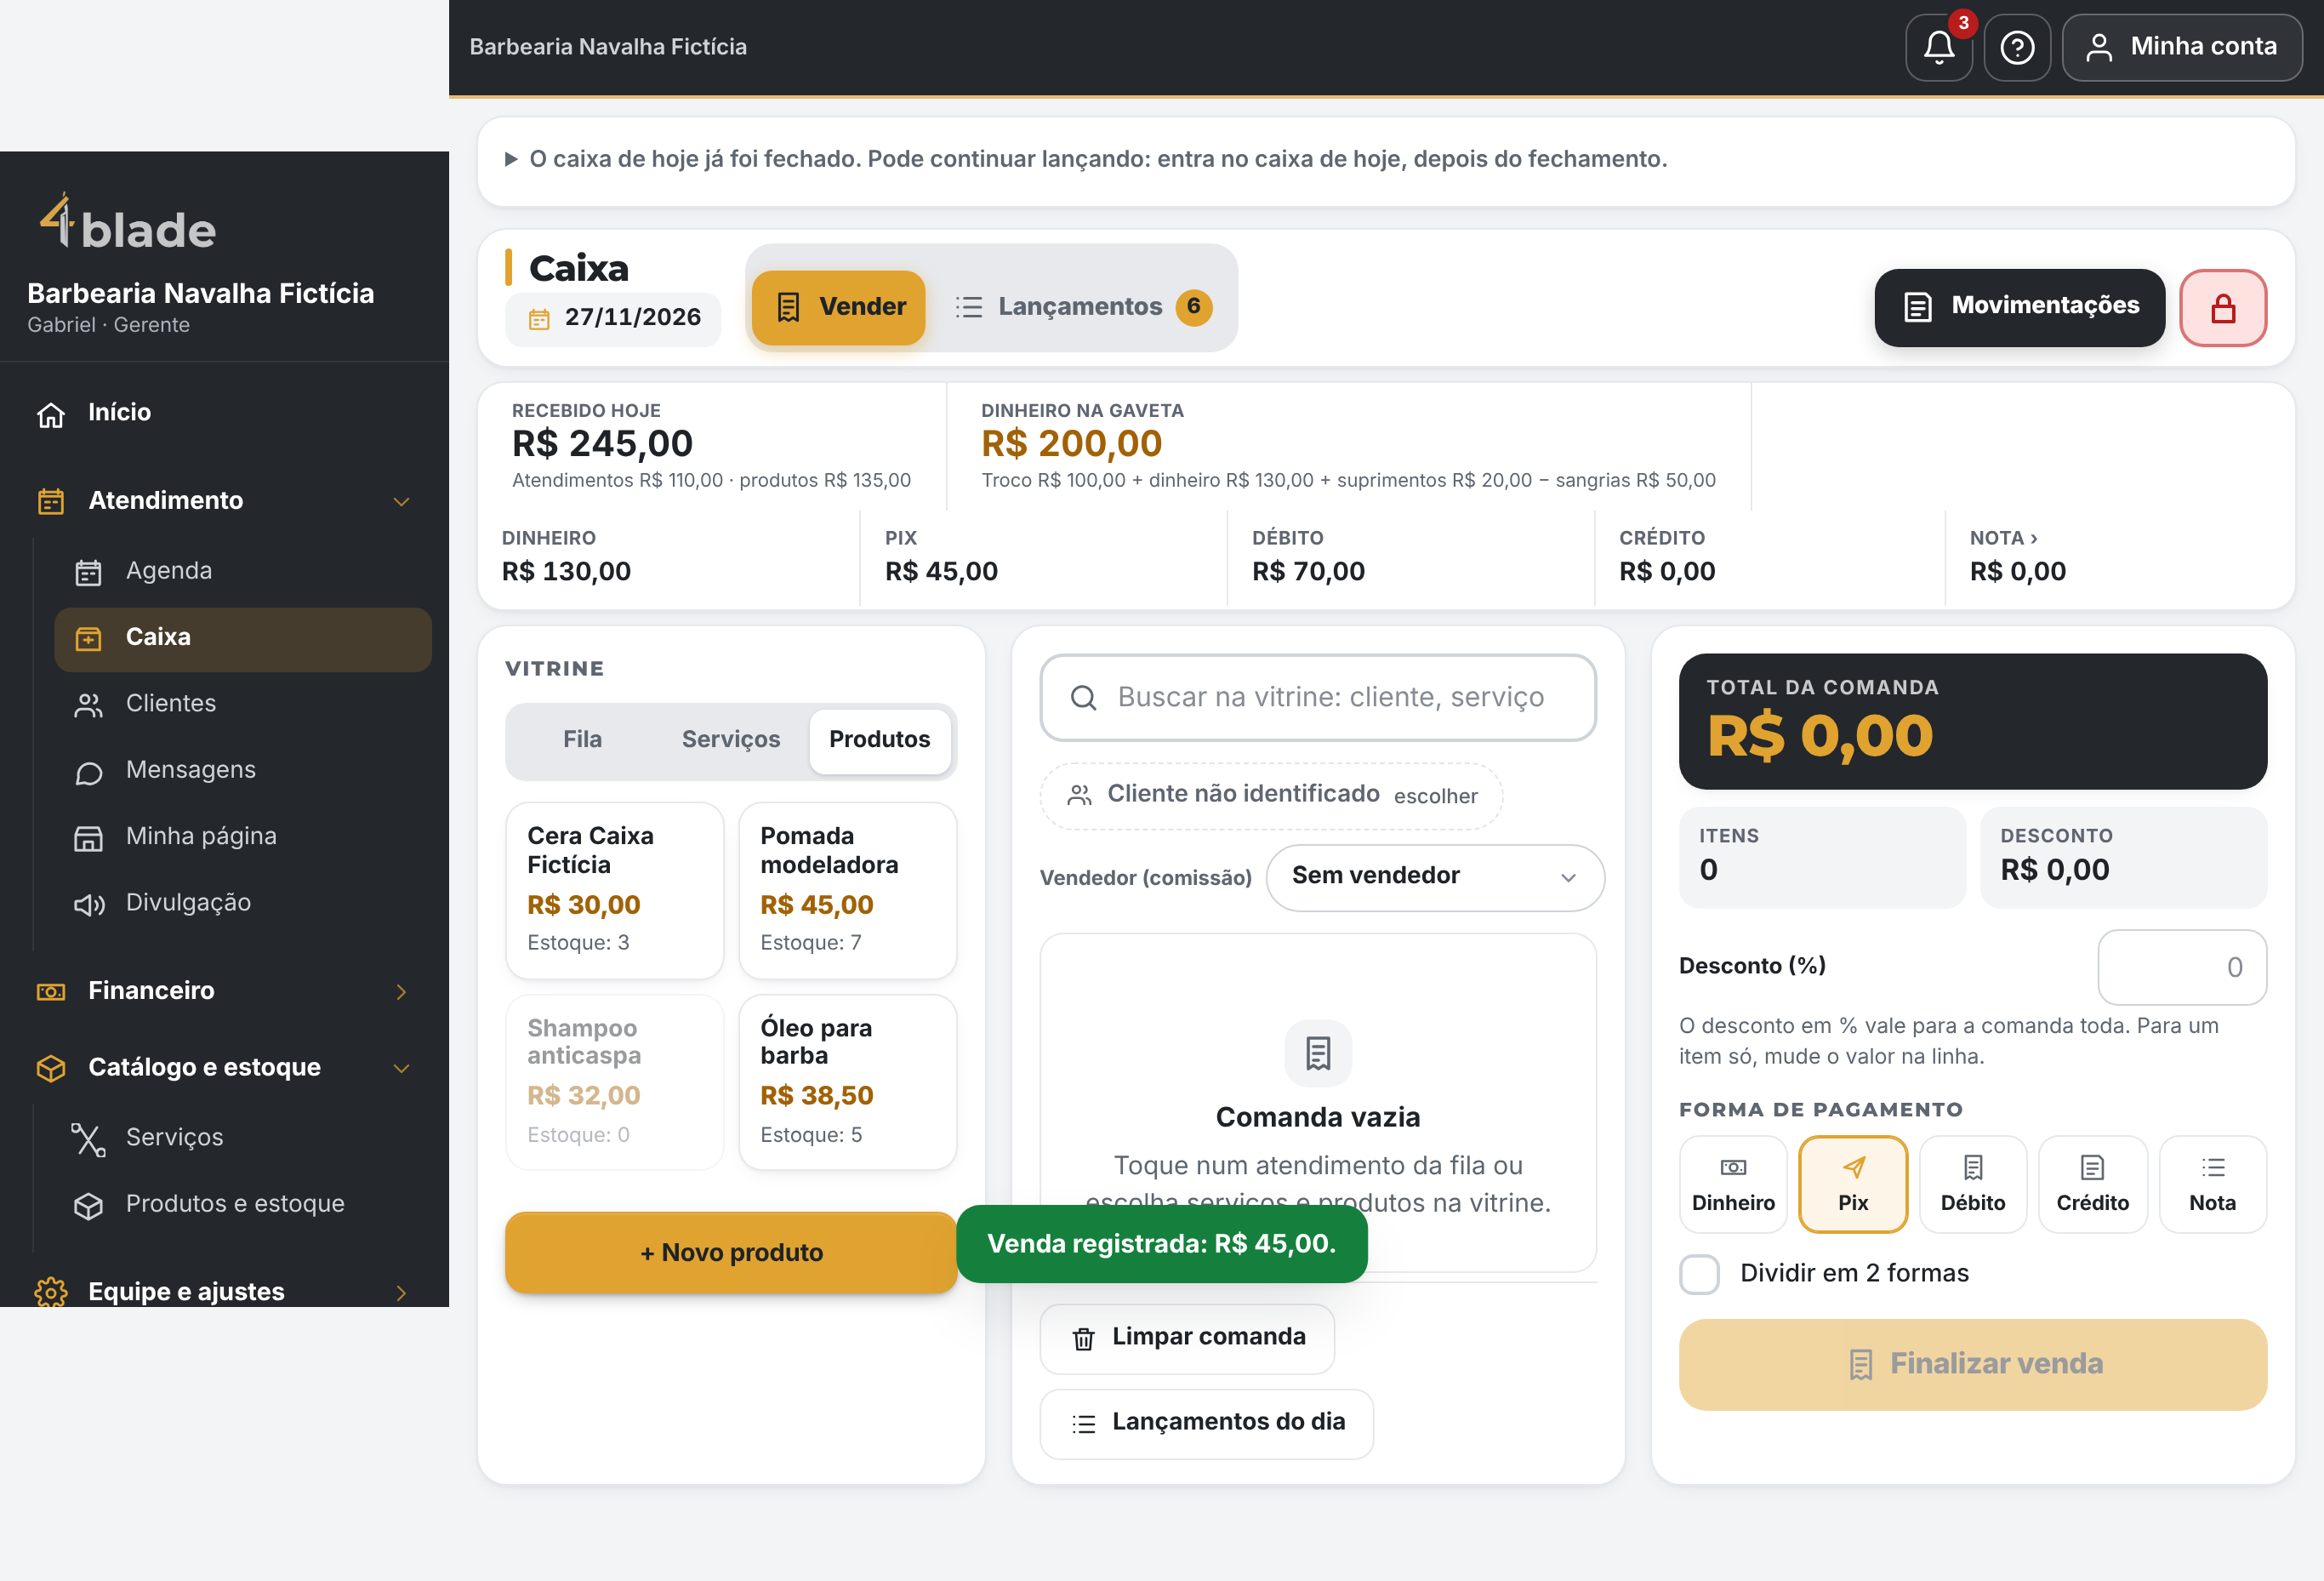 Barbearia Navalha Fictícia
3
Minha conta
4blade
Barbearia Navalha Fictícia
Gabriel · Gerente
Início
Atendimento
Agenda
Caixa
Clientes
Mensagens
Minha página
Divulgação
Financeiro
Catálogo e estoque
Serviços
Produtos e estoque
Equipe e ajustes
O caixa de hoje já foi fechado. Pode continuar lançando: entra no caixa de hoje, depois do fechamento.
Caixa
27/11/2026
Vender
Lançamentos 6
Movimentações
RECEBIDO HOJE
R$ 245,00
Atendimentos R$ 110,00 · produtos R$ 135,00
DINHEIRO NA GAVETA
R$ 200,00
Troco R$ 100,00 + dinheiro R$ 130,00 + suprimentos R$ 20,00 − sangrias R$ 50,00
DINHEIRO
R$ 130,00
PIX
R$ 45,00
DÉBITO
R$ 70,00
CRÉDITO
R$ 0,00
NOTA ›
R$ 0,00
VITRINE
Fila
Serviços
Produtos
Cera Caixa
Fictícia
R$ 30,00
Estoque: 3
Pomada
modeladora
R$ 45,00
Estoque: 7
Shampoo
anticaspa
R$ 32,00
Estoque: 0
Óleo para
barba
R$ 38,50
Estoque: 5
+ Novo produto
Buscar na vitrine: cliente, serviço
Cliente não identificado escolher
Vendedor (comissão)
Sem vendedor
Comanda vazia
Toque num atendimento da fila ou
escolha serviços e produtos na vitrine.
Venda registrada: R$ 45,00.
Limpar comanda
Lançamentos do dia
TOTAL DA COMANDA
R$ 0,00
ITENS
0
DESCONTO
R$ 0,00
Desconto (%)
0
O desconto em % vale para a comanda toda. Para um
item só, mude o valor na linha.
FORMA DE PAGAMENTO
Dinheiro
Pix
Débito
Crédito
Nota
Dividir em 2 formas
Finalizar venda